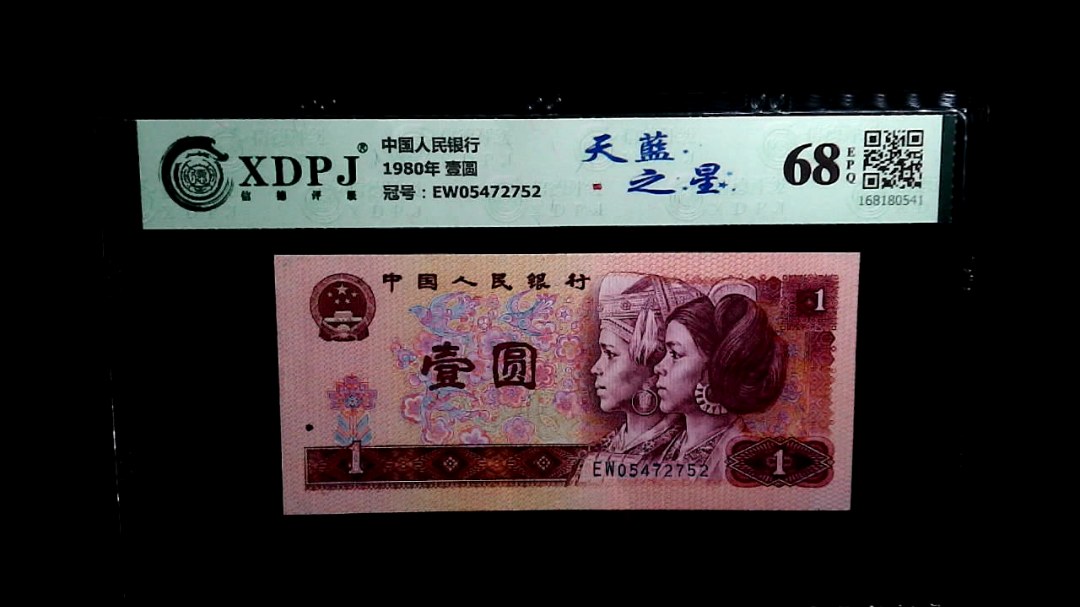 XDPJ®
信德评级
中国人民银行
1980年 壹圆
冠号：EW05472752
天藍
之星
68
EPQ
168180541
中国人民银行
1
壹圆
1
EW05472752
1